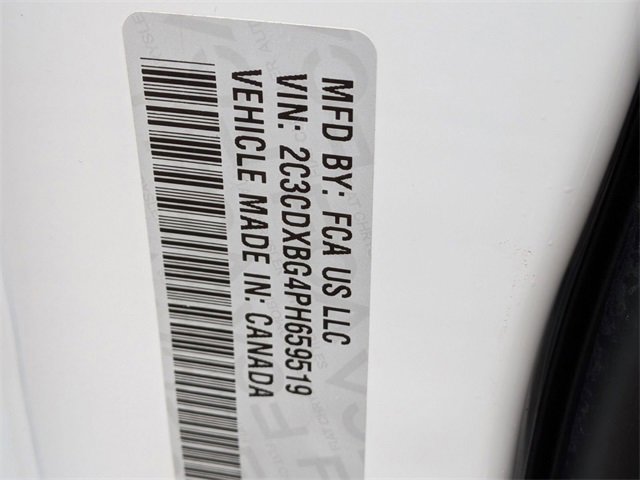 MFD BY: FCA US LLC
VIN: 2C3CDXBG4PH659519
VEHICLE MADE IN: CANADA